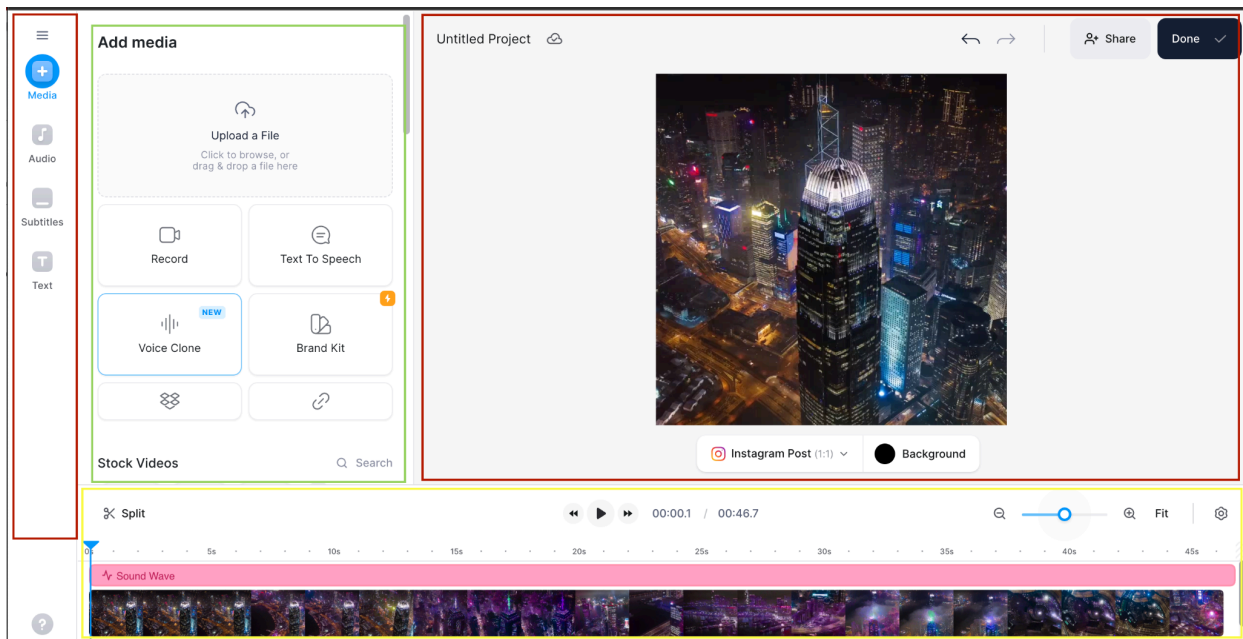 Media
Audio
Subtitles
Text
?
Add media
Upload a File
Click to browse, or
drag & drop a file here
Record
Text To Speech
NEW
Voice Clone
Brand Kit
Stock Videos
Search
Untitled Project
Share
Done
Instagram Post (1:1)
Background
Split
00:00.1 / 00:46.7
Fit
0s 5s 10s 15s 20s 25s 30s 35s 40s 45s
Sound Wave